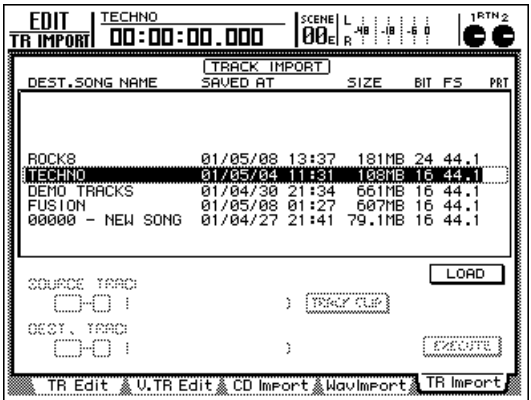 EDIT TECHNO SCENE L -48 -18 -6 0 1RTN2
TR IMPORT 00:00:00.000 00E R
TRACK IMPORT
DEST.SONG NAME SAVED AT SIZE BIT FS PRT
ROCK8 01/05/08 13:37 181MB 24 44.1
TECHNO 01/05/04 11:31 108MB 16 44.1
DEMO TRACKS 01/04/30 21:34 661MB 16 44.1
FUSION 01/05/08 01:27 607MB 16 44.1
00000 - NEW SONG 01/04/27 21:41 79.1MB 16 44.1
LOAD
SOURCE TRACK
( ) TRACK CLIP
DEST. TRACK
( ) EXECUTE
TR Edit V.TR Edit CD Import WavImport TR Import